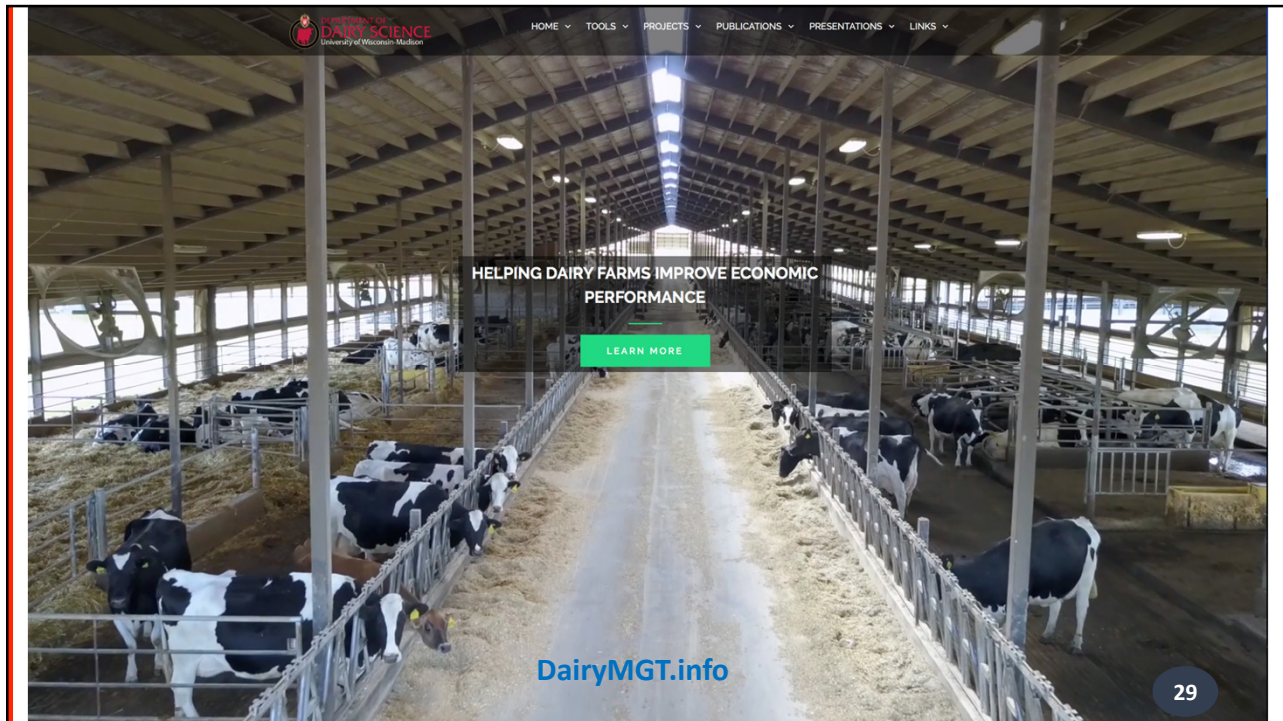 DEPARTMENT OF
DAIRY SCIENCE
University of Wisconsin-Madison
HOME TOOLS PROJECTS PUBLICATIONS PRESENTATIONS LINKS
HELPING DAIRY FARMS IMPROVE ECONOMIC
PERFORMANCE
LEARN MORE
DairyMGT.info
29